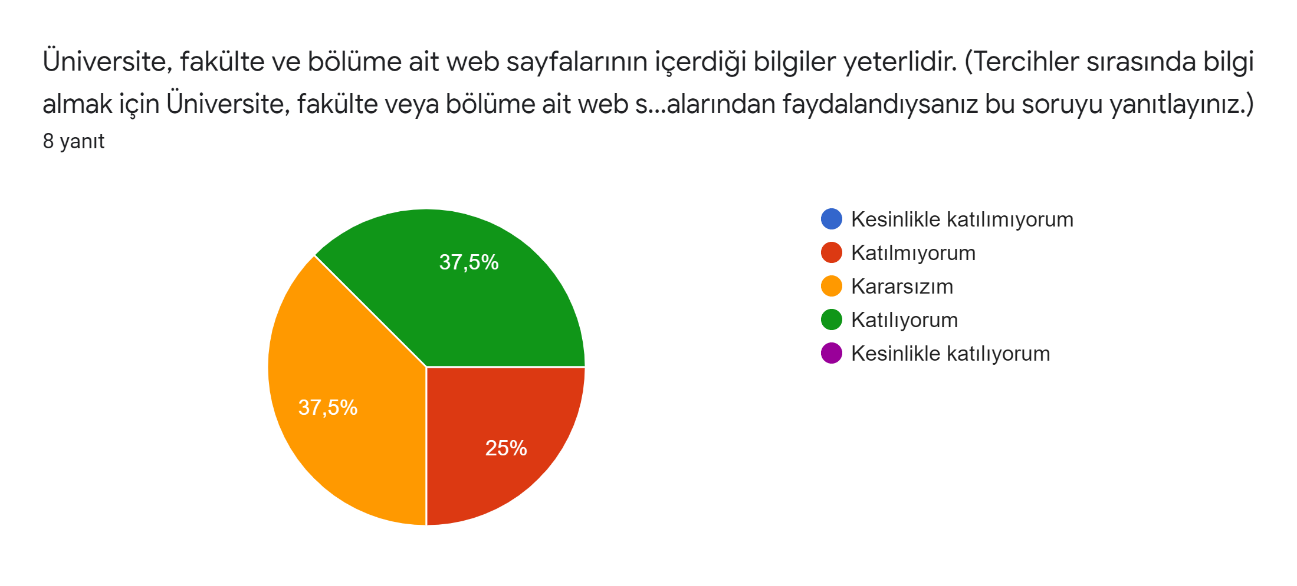 Üniversite, fakülte ve bölüme ait web sayfalarının içerdiği bilgiler yeterlidir. (Tercihler sırasında bilgi
almak için Üniversite, fakülte veya bölüme ait web s...alarından faydalandıysanız bu soruyu yanıtlayınız.)
8 yanıt
37,5%
37,5%
25%
Kesinlikle katılımıyorum
Katılmıyorum
Kararsızım
Katılıyorum
Kesinlikle katılıyorum